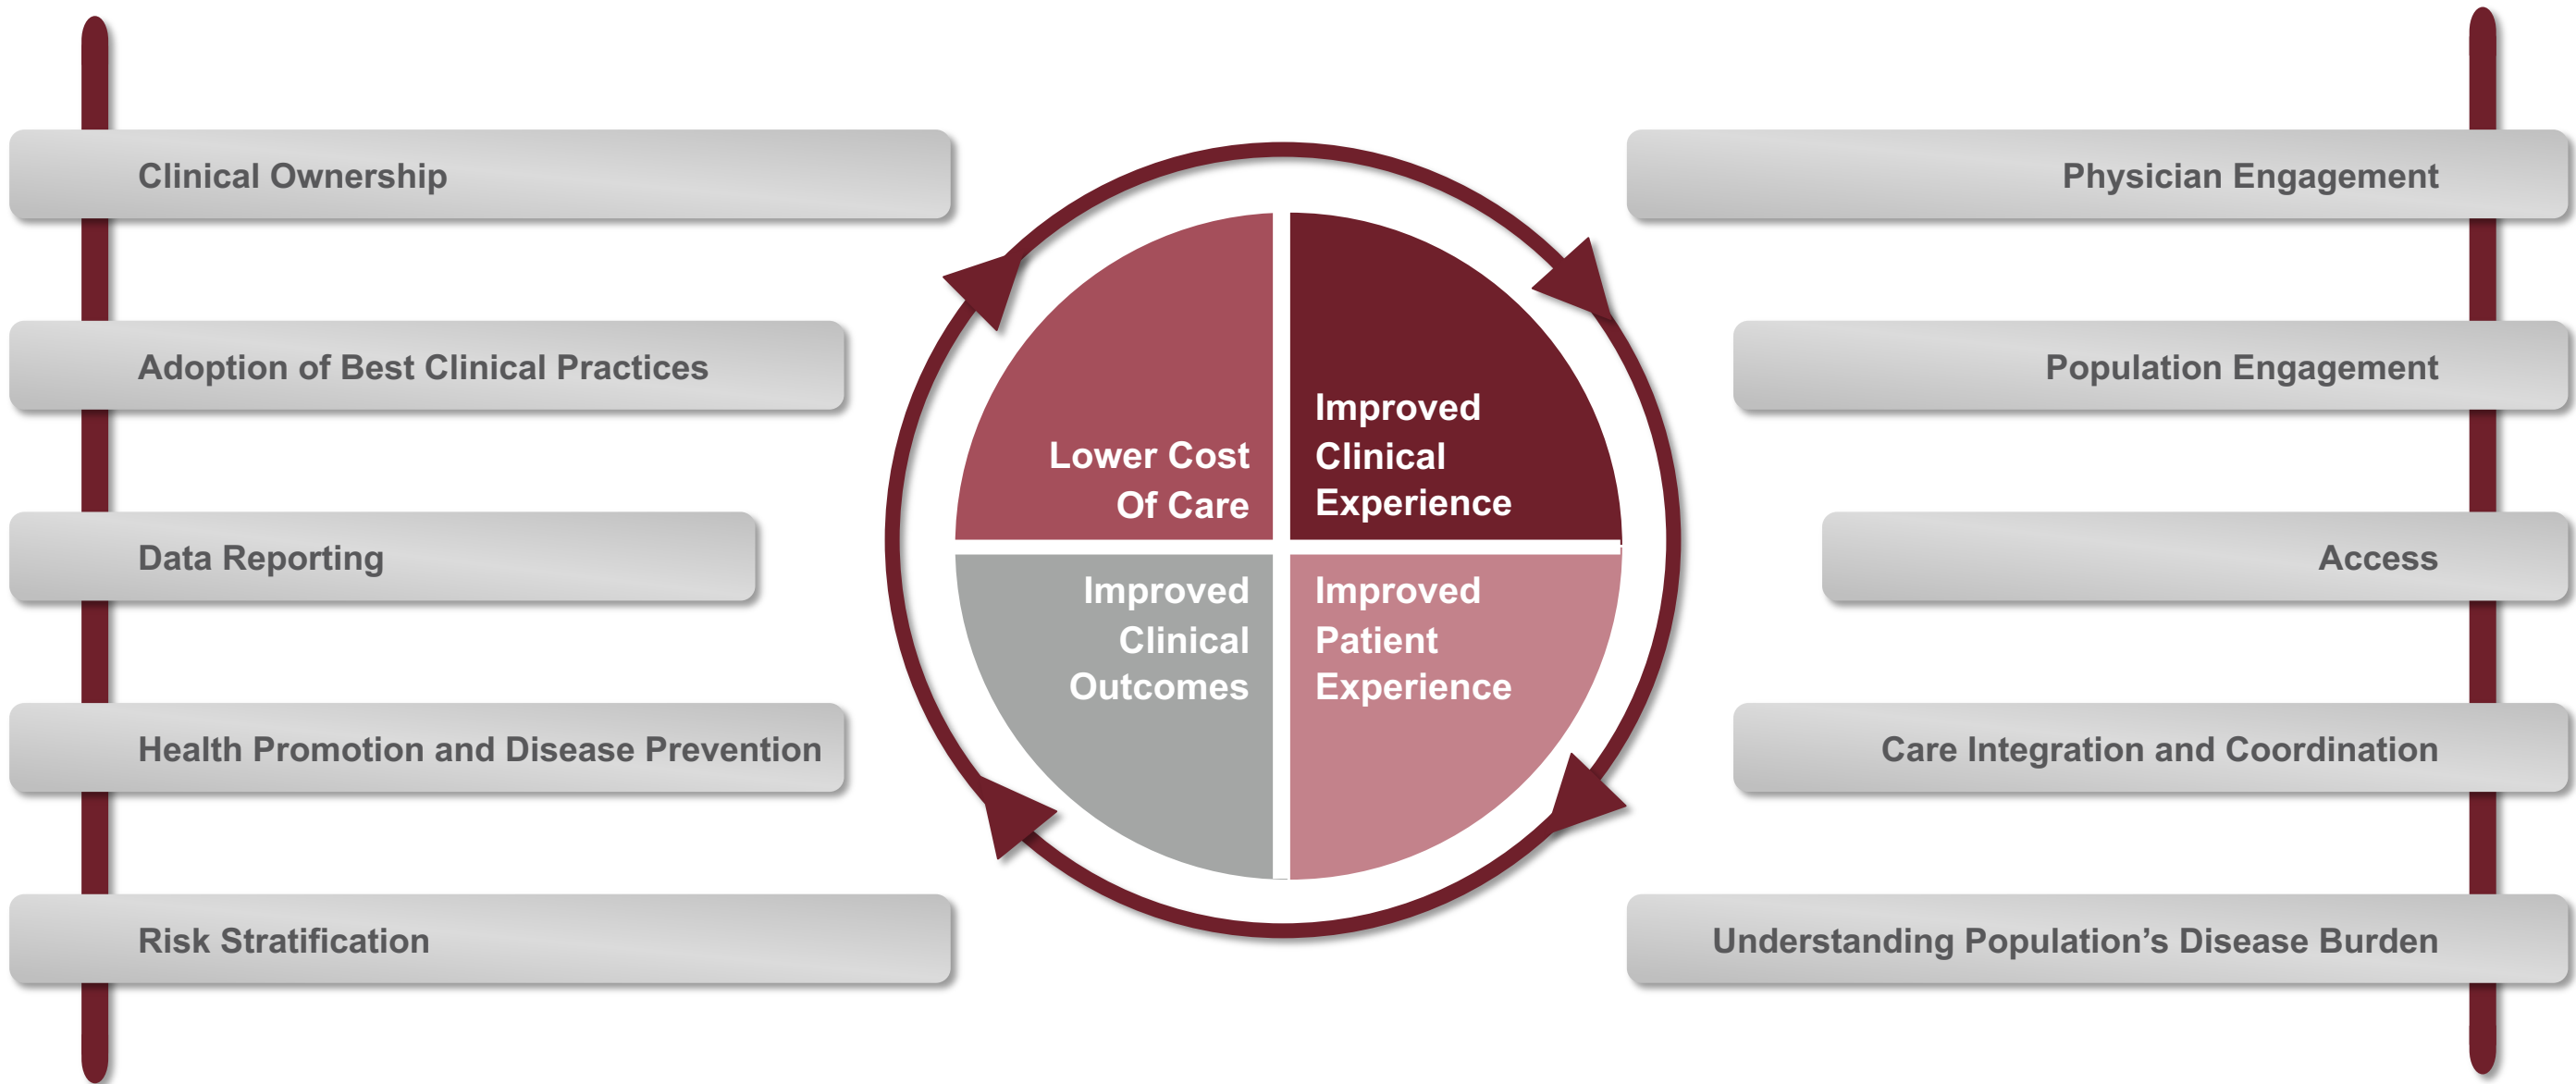 Clinical Ownership
Adoption of Best Clinical Practices
Data Reporting
Health Promotion and Disease Prevention
Risk Stratification
Lower Cost
Of Care
Improved
Clinical
Experience
Improved
Clinical
Outcomes
Improved
Patient
Experience
Physician Engagement
Population Engagement
Access
Care Integration and Coordination
Understanding Population’s Disease Burden